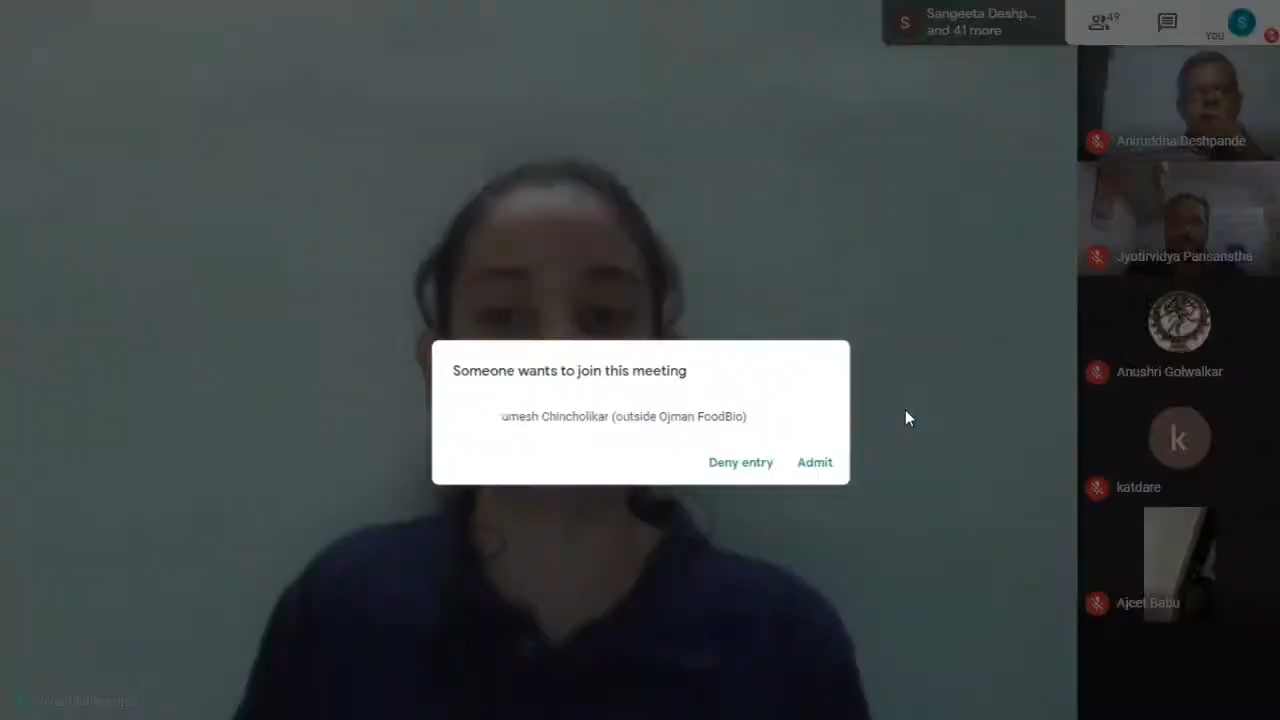 S
Sangeeta Deshp...
and 41 more
49
You
S
Aniruddha Deshpande
Jyotirvidya Parisanstha
Anushri Golwalkar
k
katdare
Ajeet Babu
Someone wants to join this meeting
umesh Chincholikar (outside Ojman FoodBio)
Deny entry
Admit